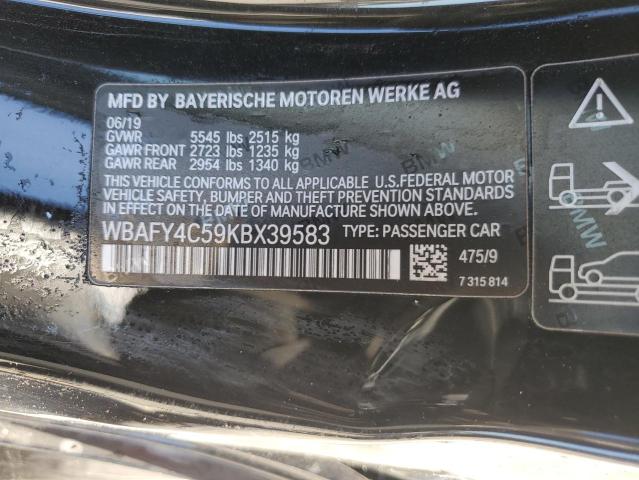 MFD BY BAYERISCHE MOTOREN WERKE AG
06/19
GVWR 5545 lbs 2515 kg
GAWR FRONT 2723 lbs 1235 kg
GAWR REAR 2954 lbs 1340 kg
THIS VEHICLE CONFORMS TO ALL APPLICABLE U.S.FEDERAL MOTOR
VEHICLE SAFETY, BUMPER AND THEFT PREVENTION STANDARDS
IN EFFECT ON THE DATE OF MANUFACTURE SHOWN ABOVE.
WBAFY4C59KBX39583 TYPE: PASSENGER CAR
475/9
7 315 814
BMW
BMW